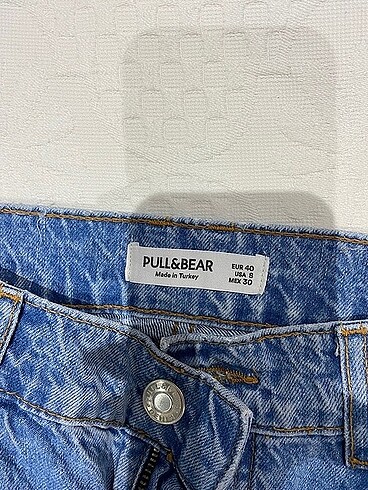 PULL&BEAR
Made in Turkey
EUR 40
USA 8
MEX 30